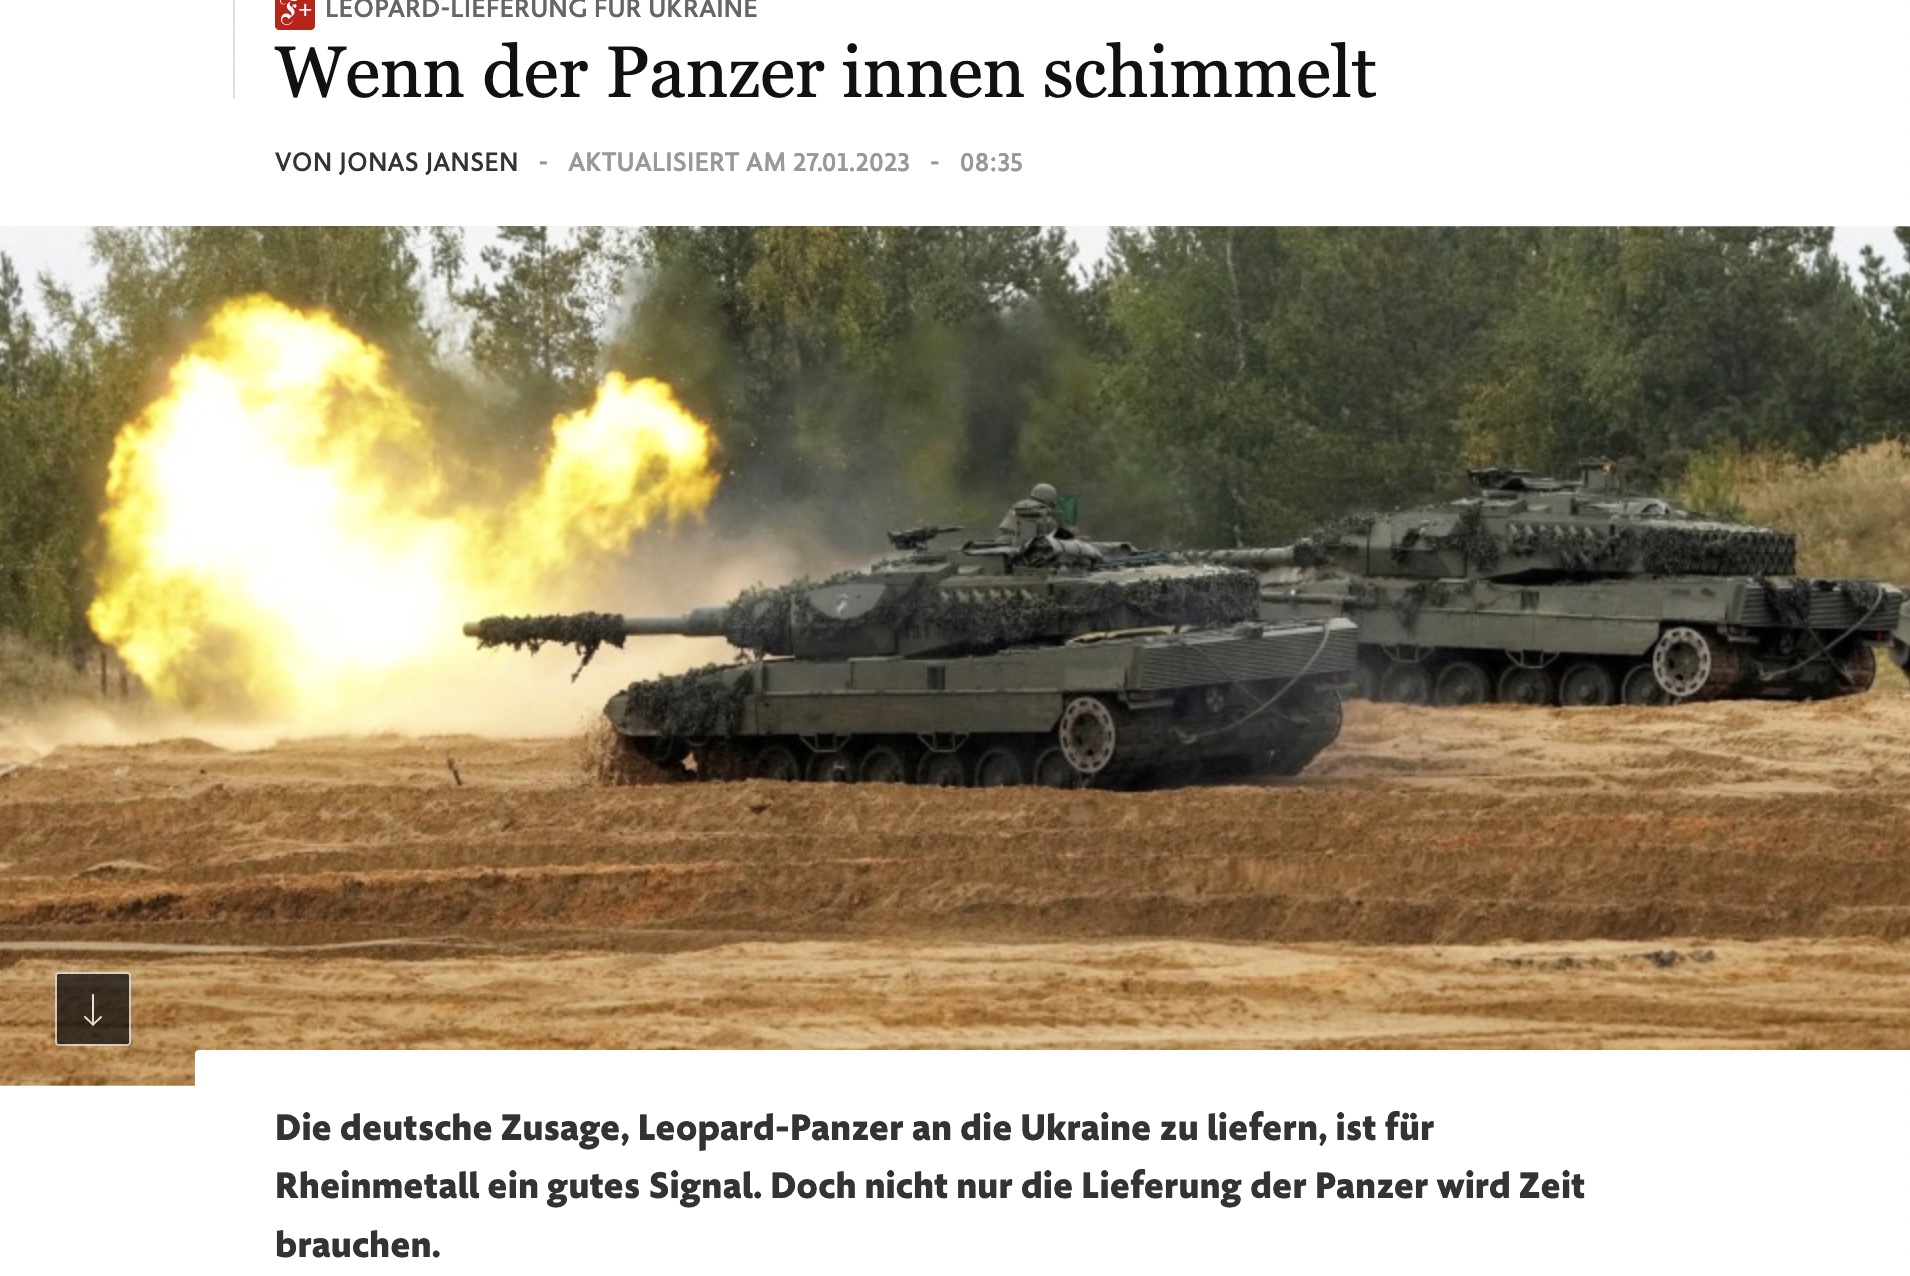 F+ LEOPARD-LIEFERUNG FÜR UKRAINE
Wenn der Panzer innen schimmelt
VON JONAS JANSEN - AKTUALISIERT AM 27.01.2023 - 08:35
Die deutsche Zusage, Leopard-Panzer an die Ukraine zu liefern, ist für
Rheinmetall ein gutes Signal. Doch nicht nur die Lieferung der Panzer wird Zeit
brauchen.